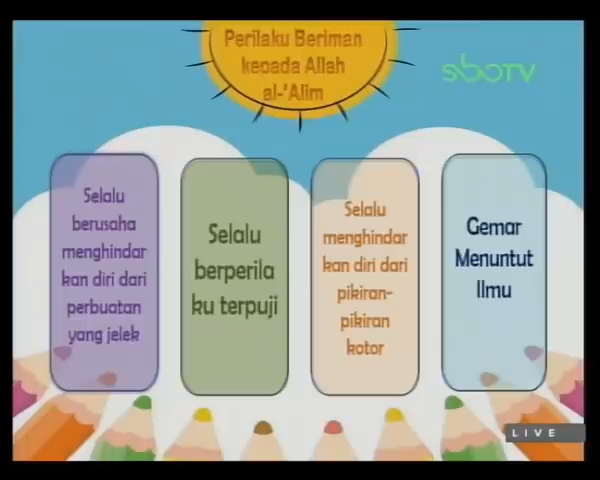 Perilaku Beriman
kepada Allah
al-'Alim
sboTV
Selalu
berusaha
menghindar
kan diri dari
perbuatan
yang jelek
Selalu
berperila
ku terpuji
Selalu
menghindar
kan diri dari
pikiran-
pikiran
kotor
Gemar
Menuntut
Ilmu
LIVE